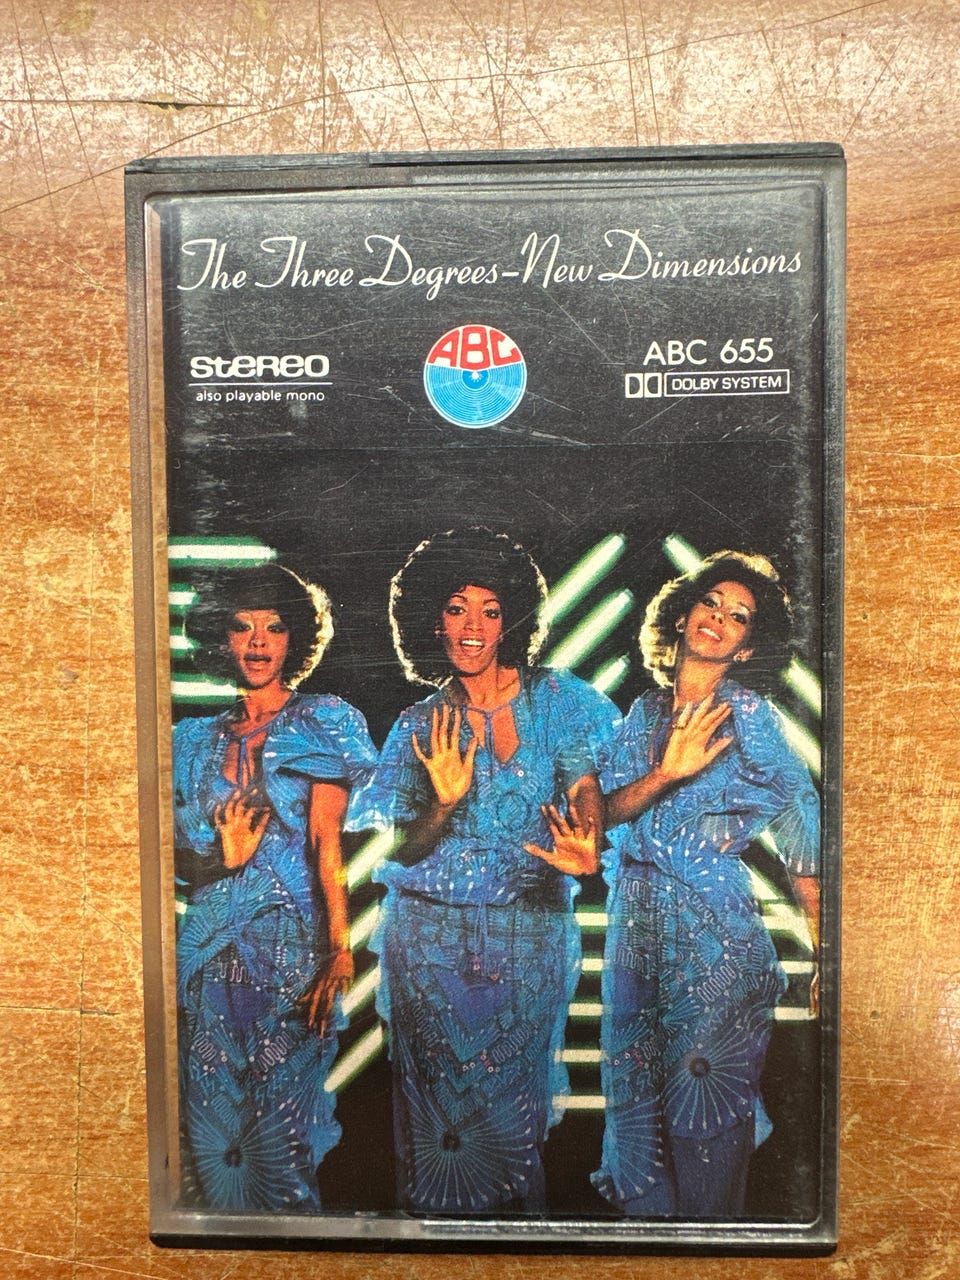 The Three Degrees-New Dimensions
stereo
also playable mono
ABC
ABC 655
DOLBY SYSTEM